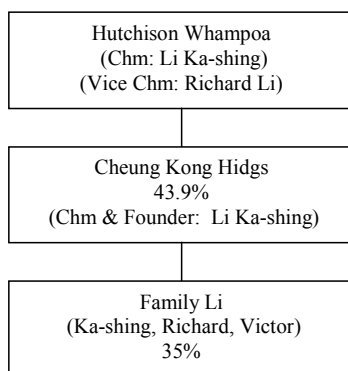 Hutchison Whampoa
(Chm: Li Ka-shing)
(Vice Chm: Richard Li)
Cheung Kong Hldgs
43.9%
(Chm & Founder:  Li Ka-shing)
Family Li
(Ka-shing, Richard, Victor)
35%